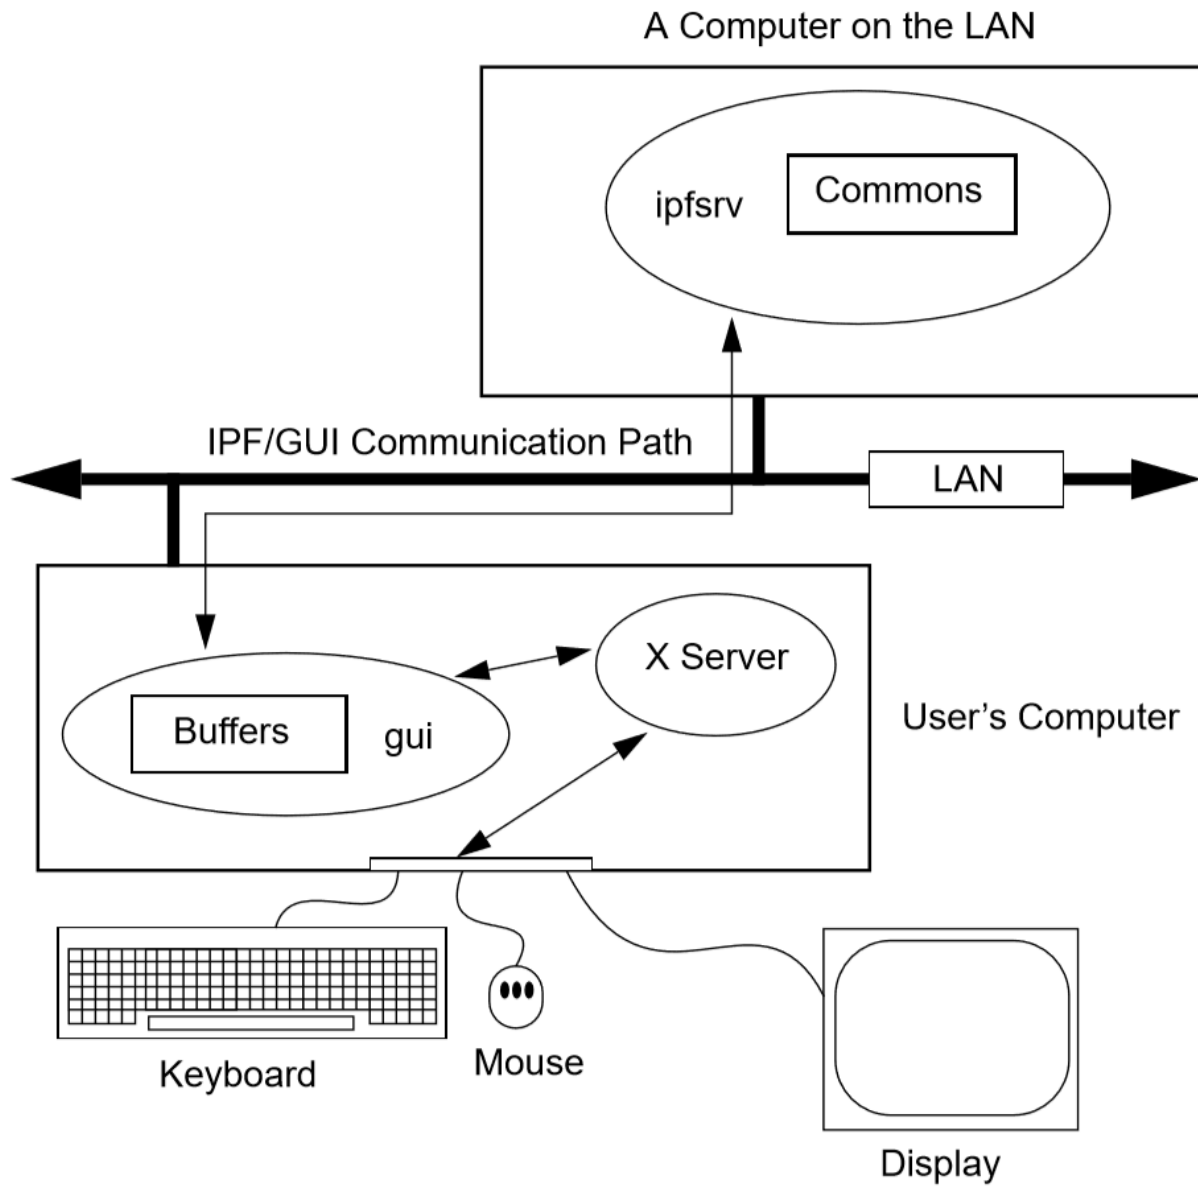 A Computer on the LAN
ipfsrv
Commons
IPF/GUI Communication Path
LAN
X Server
Buffers
gui
User’s Computer
Keyboard
Mouse
Display